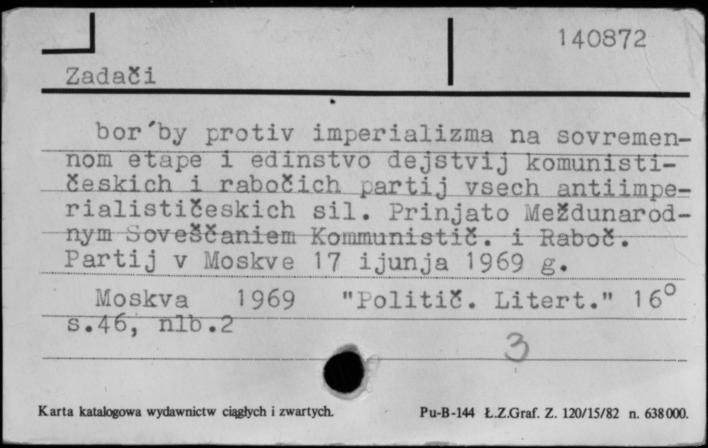 140872
Zadači
bor´by protiv imperializma na sovremen-
nom etape i edinstvo dejstvij komunisti-
českich i rabočich partij vsech antiimpe-
rialističeskich sil. Prinjato Meždunarod-
nym Soveščaniem Kommunistič. i Raboč.
Partij v Moskve 17 ijunja 1969 g.
Moskva 1969 "Politič. Litert." 16°
s.46, nlb.2
3
Karta katalogowa wydawnictw ciągłych i zwartych. Pu-B-144 Ł.Z.Graf. Z. 120/15/82 n. 638000.